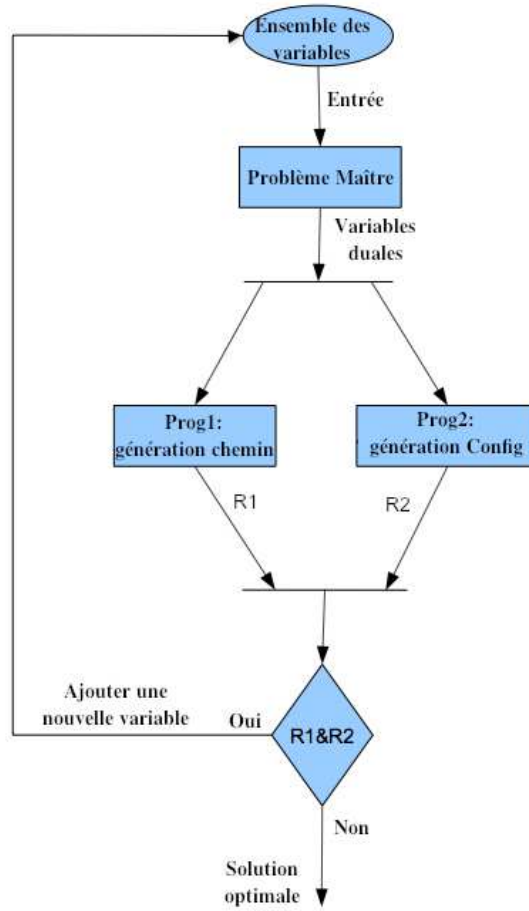 Ensemble des
variables
Entrée
Problème Maître
Variables
duales
Prog1:
génération chemin
Prog2:
génération Config
R1
R2
Ajouter une
nouvelle variable
Oui
R1&R2
Non
Solution
optimale